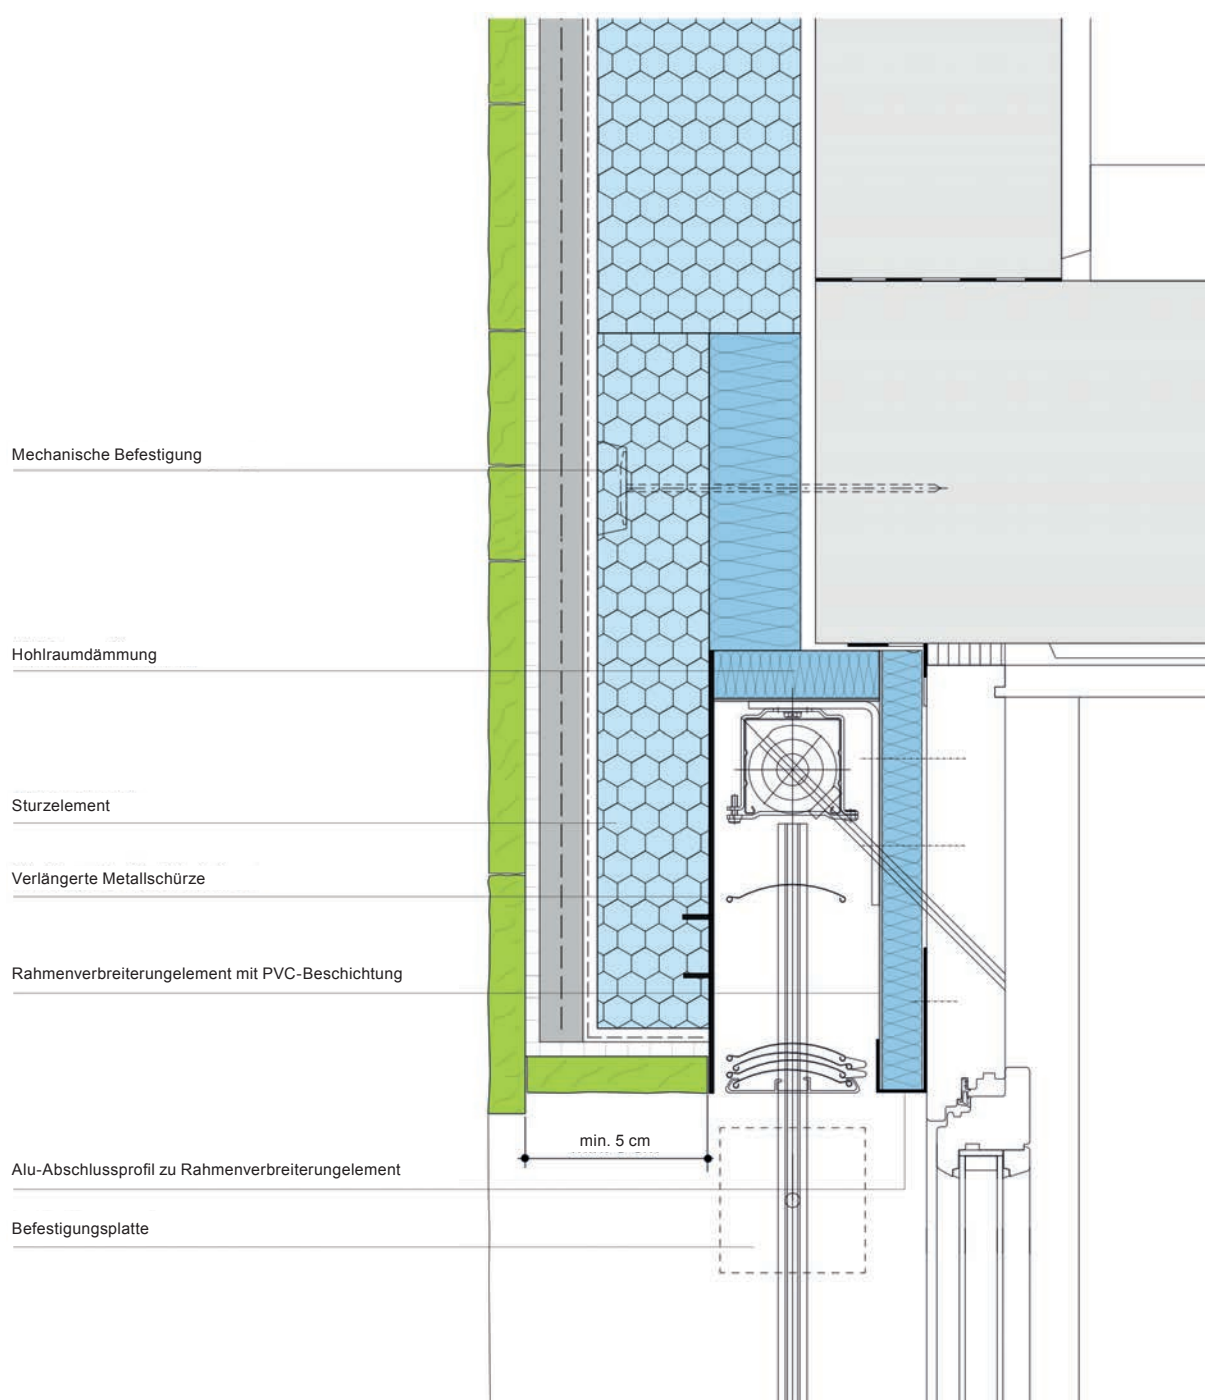 Mechanische Befestigung
Hohlraumdämmung
Sturzelement
Verlängerte Metallschürze
Rahmenverbreiterungelement mit PVC-Beschichtung
min. 5 cm
Alu-Abschlussprofil zu Rahmenverbreiterungelement
Befestigungsplatte